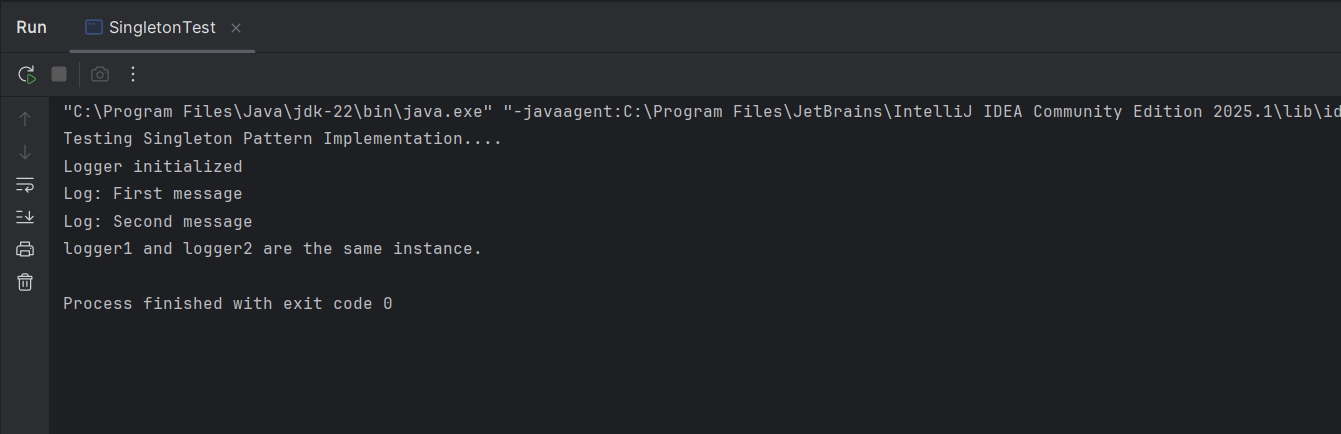 Run SingletonTest
"C:\Program Files\Java\jdk-22\bin\java.exe" "-javaagent:C:\Program Files\JetBrains\IntelliJ IDEA Community Edition 2025.1\lib\id
Testing Singleton Pattern Implementation....
Logger initialized
Log: First message
Log: Second message
logger1 and logger2 are the same instance.
Process finished with exit code 0